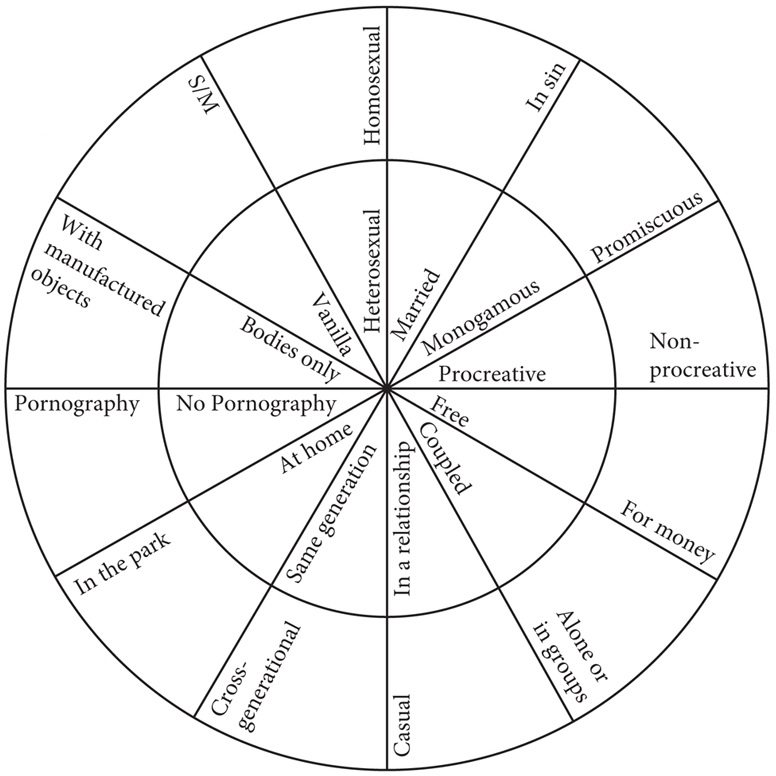 Homosexual
In sin
Promiscuous
Non-
procreative
For money
Alone or
in groups
Casual
Cross-
generational
In the park
Pornography
With
manufactured
objects
S/M
Heterosexual
Married
Monogamous
Procreative
Free
Coupled
In a relationship
Same generation
At home
No Pornography
Bodies only
Vanilla